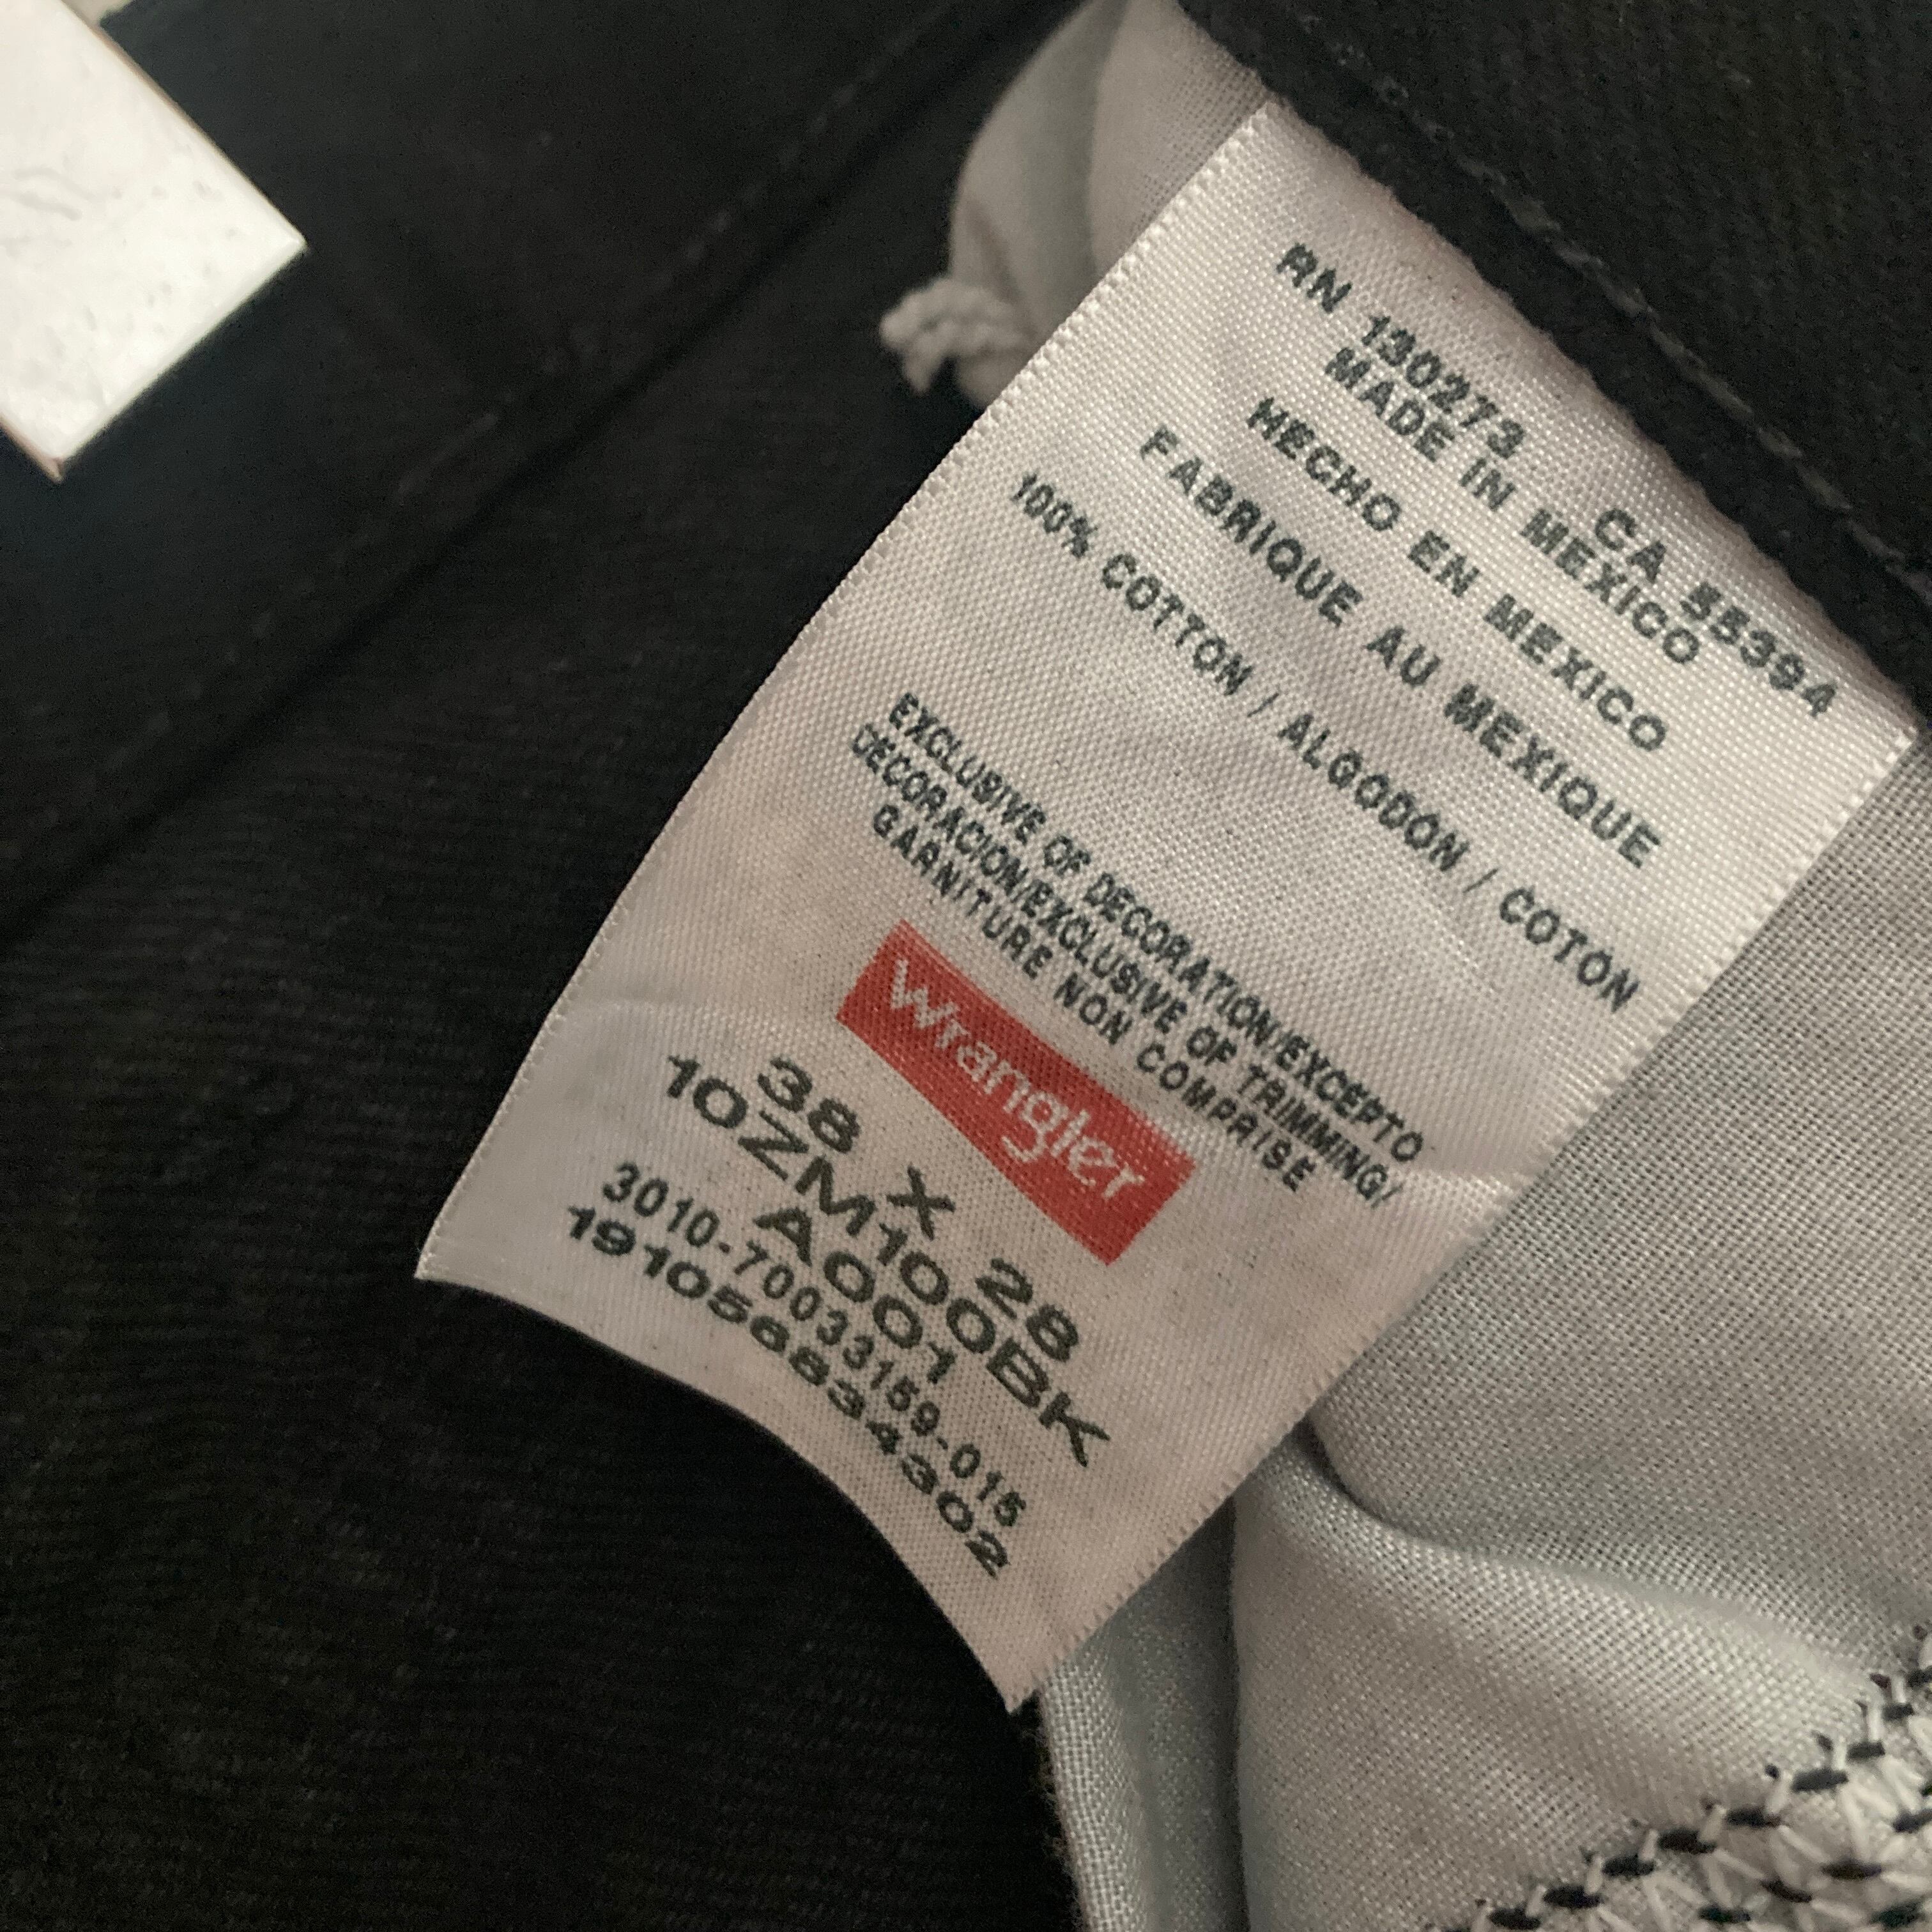 RN 130273 CA 55394
MADE IN MEXICO
HECHO EN MEXICO
FABRIQUE AU MEXIQUE
100% COTTON / ALGODON / COTON
EXCLUSIVE OF DECORATION/EXCEPTO
DECORACION/EXCLUSIVE OF TRIMMING/
GARNITURE NON COMPRISE
Wrangler
38 X 28
10ZM100BK
A0001
3010-70033159-015
191056834302